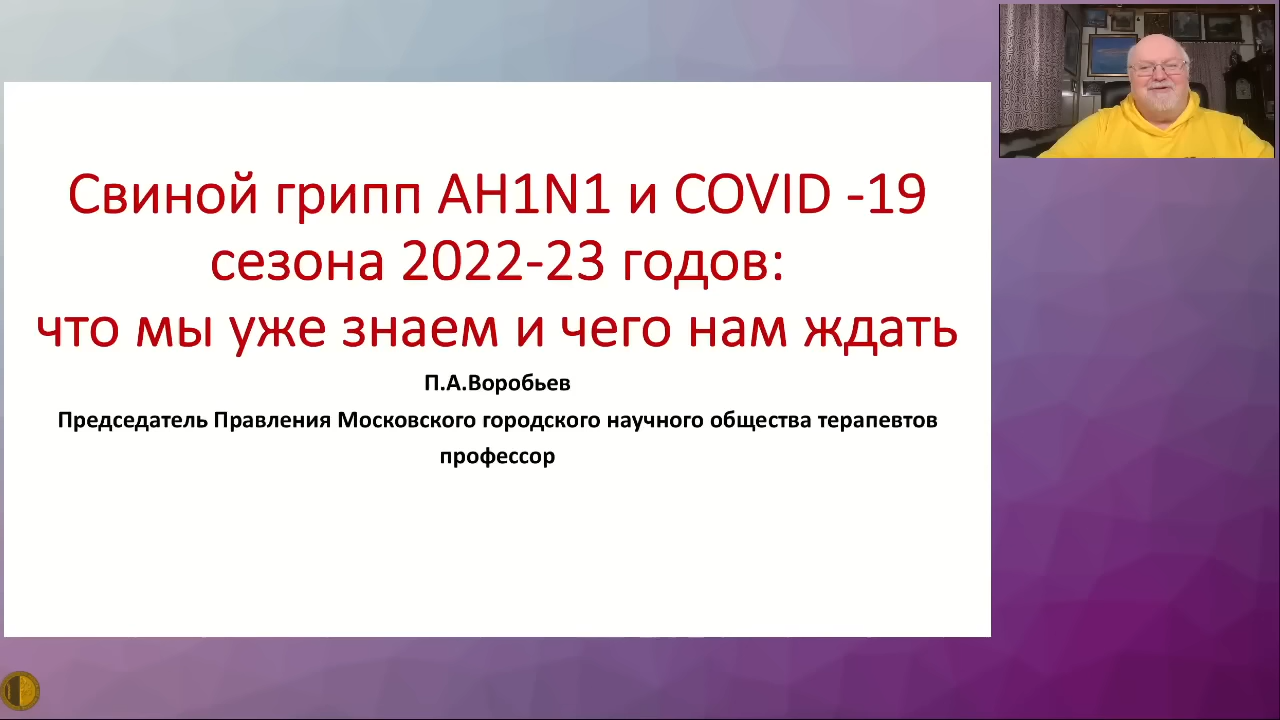 Свиной грипп AH1N1 и COVID -19
сезона 2022-23 годов:
что мы уже знаем и чего нам ждать
П.А.Воробьев
Председатель Правления Московского городского научного общества терапевтов
профессор